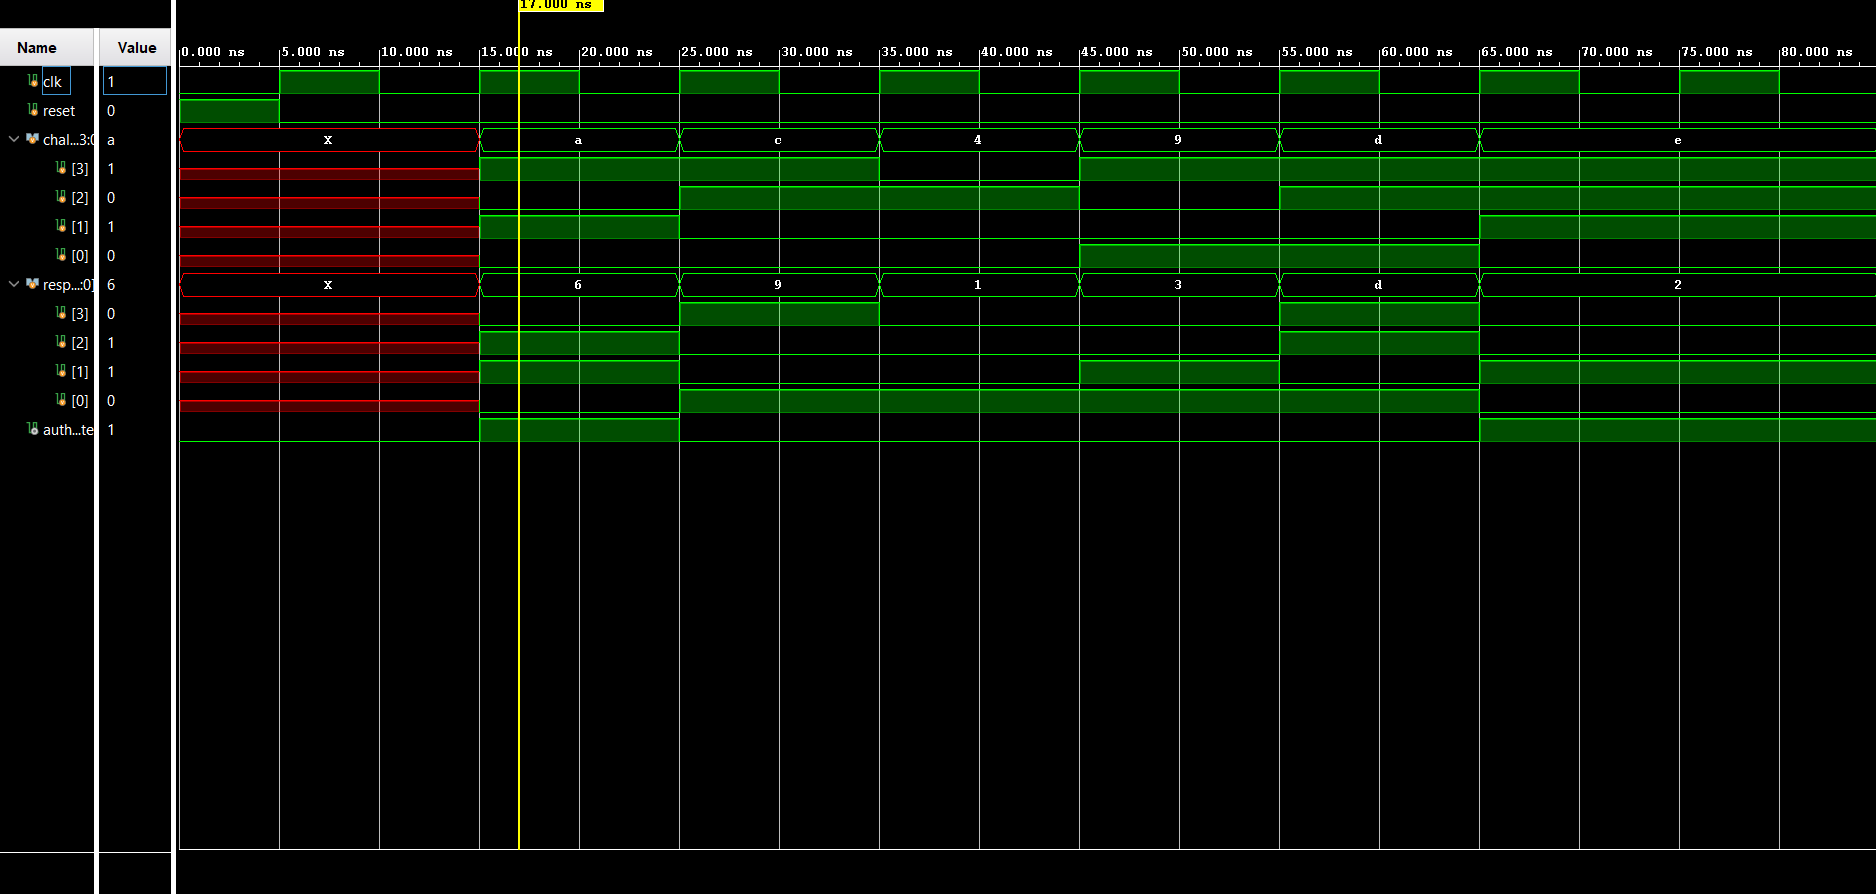 17.000 ns
Name Value 0.000 ns 5.000 ns 10.000 ns 15.000 ns 20.000 ns 25.000 ns 30.000 ns 35.000 ns 40.000 ns 45.000 ns 50.000 ns 55.000 ns 60.000 ns 65.000 ns 70.000 ns 75.000 ns 80.000 ns
clk 1
reset 0
chal...3:0 a X a c 4 9 d e
[3] 1
[2] 0
[1] 1
[0] 0
resp...:0] 6 X 6 9 1 3 d 2
[3] 0
[2] 1
[1] 1
[0] 0
auth...te 1